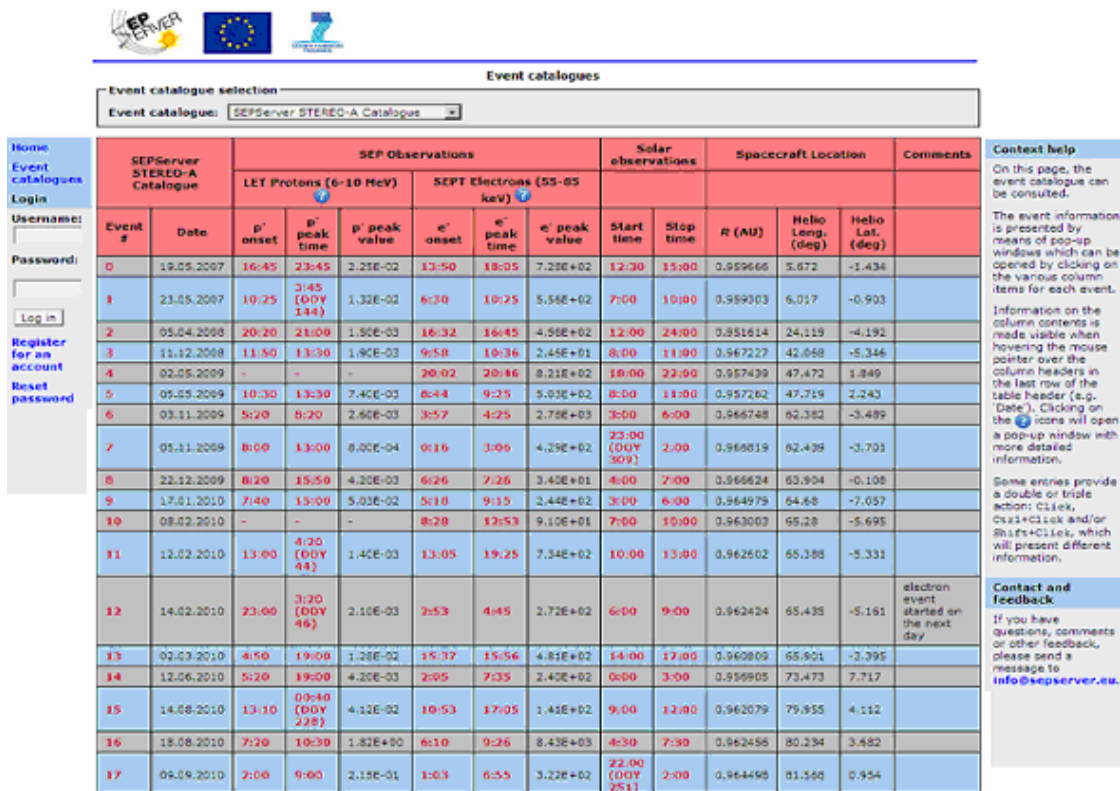 SEP
SERVER
Event catalogues
Event catalogue selection
Event catalogue: SEPServer STEREO-A Catalogue
Home
Event
catalogues
Login
Username:
Password:
Log in
Register
for an
account
Reset
password
SEPServer STEREO-A Catalogue SEP Observations Solar observations Spacecraft Location Comments
LET Protons (6-10 MeV) SEPT Electrons (55-85 keV)
Event # Date p' onset p' peak time p' peak value e' onset e' peak time e' peak value Start time Stop time R (AU) Helio Long. (deg) Helio Lat. (deg)
0 19.05.2007 16:45 23:45 2.25E-02 13:50 18:05 7.28E+02 12:30 15:00 0.959666 5.672 -1.434
1 23.05.2007 10:25 3:45 (DOY 144) 1.32E-02 6:30 10:25 5.56E+02 7:00 10:00 0.959303 6.017 -0.903
2 05.04.2008 20:20 21:00 1.50E-03 16:32 16:45 4.56E+02 12:00 24:00 0.951614 24.119 -4.192
3 11.12.2008 11:50 13:30 1.90E-03 9:58 10:36 2.46E+01 8:00 11:00 0.967227 42.068 -5.346
4 02.05.2009 - - - 20:02 20:46 8.21E+02 18:00 22:00 0.957439 47.472 1.849
5 05.05.2009 10:30 13:30 7.40E-03 8:44 9:25 5.03E+02 8:00 11:00 0.957262 47.719 2.243
6 03.11.2009 5:20 8:20 2.60E-03 3:57 4:25 2.78E+03 3:00 6:00 0.966748 62.382 -3.489
7 05.11.2009 8:00 13:00 8.00E-04 0:16 3:06 4.29E+02 23:00 (DOY 309) 2:00 0.966819 62.439 -3.701
8 22.12.2009 8:20 15:50 4.20E-03 6:26 7:26 3.40E+01 4:00 7:00 0.966624 63.904 -0.108
9 17.01.2010 7:40 15:00 5.03E-02 5:18 9:15 2.44E+02 3:00 6:00 0.964979 64.68 -7.057
10 08.02.2010 - - - 8:28 12:53 9.10E+01 7:00 10:00 0.963003 65.28 -5.695
11 12.02.2010 13:00 4:20 (DOY 44) 1.40E-03 13:05 19:25 7.34E+02 10:00 13:00 0.962602 65.388 -5.331
12 14.02.2010 23:00 3:20 (DOY 46) 2.10E-03 2:53 4:45 2.72E+02 6:00 9:00 0.962424 65.435 -5.161 electron event started on the next day
13 02.03.2010 4:50 19:00 1.28E-02 15:37 15:56 4.81E+02 14:00 17:00 0.960809 65.901 -3.395
14 12.06.2010 5:20 19:00 4.20E-03 2:05 7:35 2.40E+02 0:00 3:00 0.956905 73.473 7.717
15 14.08.2010 13:10 00:40 (DOY 228) 4.12E-02 10:53 17:05 1.41E+02 9:00 12:00 0.962079 79.955 4.112
16 18.08.2010 7:20 10:30 1.82E+00 6:10 9:26 8.43E+03 4:30 7:30 0.962456 80.234 3.682
17 09.09.2010 2:00 9:00 2.15E-01 1:03 6:55 3.22E+02 22:00 (DOY 251) 2:00 0.964498 81.568 0.954
Context help
On this page, the
event catalogue can
be consulted.
The event information
is presented by
means of pop-up
windows which can be
opened by clicking on
the various column
items for each event.
Information on the
column contents is
made visible when
hovering the mouse
pointer over the
column headers in
the last row of the
table header (e.g.
'Date'). Clicking on
the ? icons will open
a pop-up window with
more detailed
information.
Some entries provide
a double or triple
action: Click,
Ctrl+Click and/or
Shift+Click, which
will present different
information.
Contact and
feedback
If you have
questions, comments
or other feedback,
please send a
message to
info@sepserver.eu.